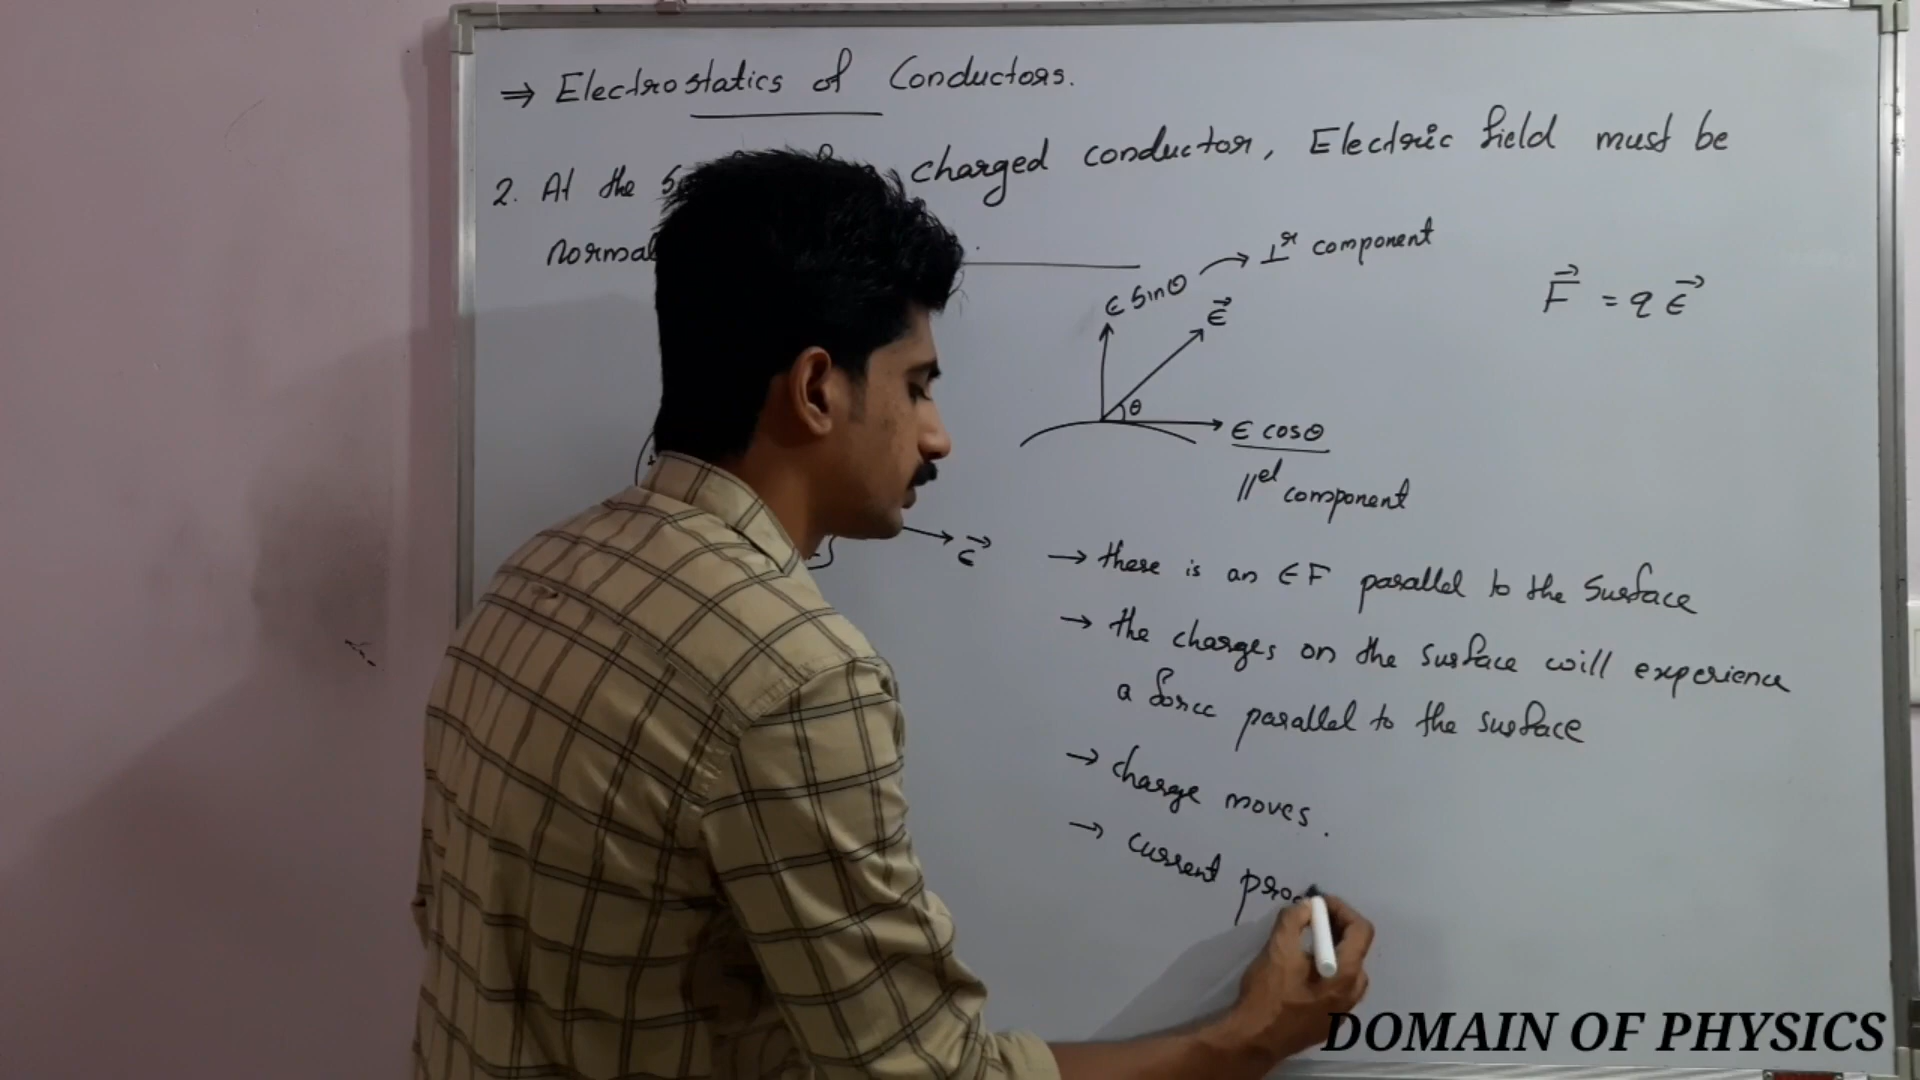 ⇒ Electrostatics of Conductors.
2. At the charged conductor, Electric field must be
normal
E Sinθ → ⊥r component
E⃗
θ
E cosθ
||el component
F⃗ = q E⃗
E⃗
→ there is an EF parallel to the Surface
→ the charges on the surface will experience
a force parallel to the surface
→ charge moves.
→ current pro
DOMAIN OF PHYSICS